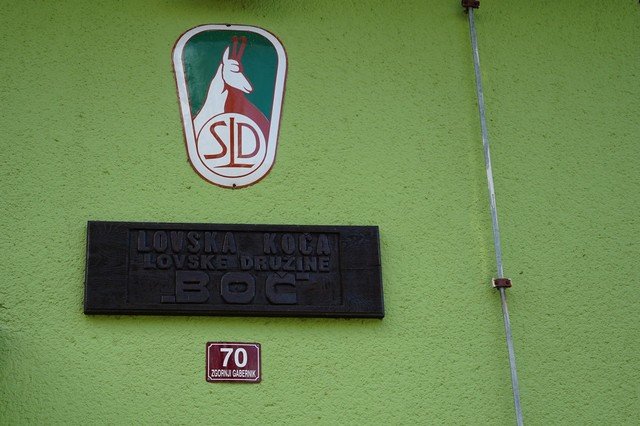 SLD
LOVSKA KOČA
LOVSKE DRUŽINE
"BOČ"
70
ZGORNJI GABERNIK